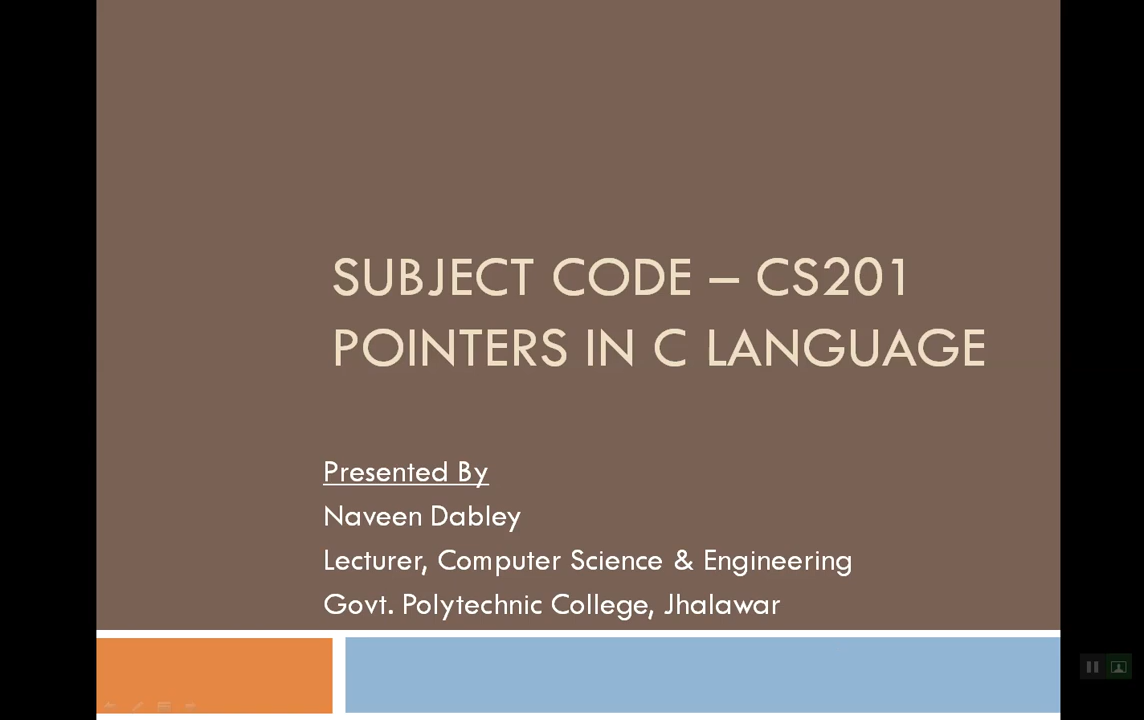 SUBJECT CODE – CS201
POINTERS IN C LANGUAGE
Presented By
Naveen Dabley
Lecturer, Computer Science & Engineering
Govt. Polytechnic College, Jhalawar